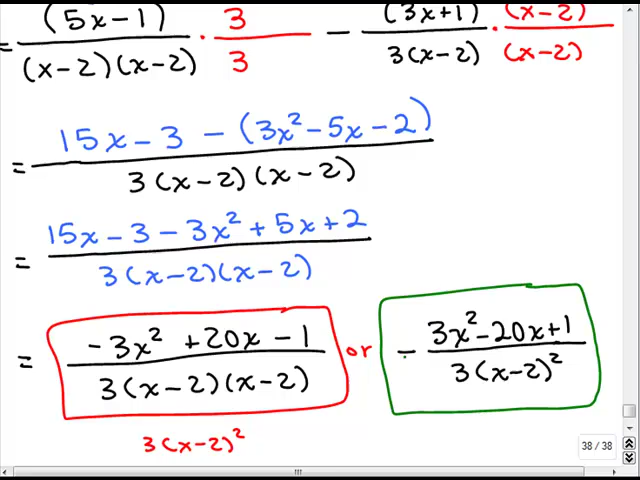 = (5x-1)/((x-2)(x-2)) · 3/3 - (3x+1)/(3(x-2)) · (x-2)/(x-2)
= (15x-3 - (3x²-5x-2))/(3(x-2)(x-2))
= (15x-3-3x²+5x+2)/(3(x-2)(x-2))
= (-3x²+20x-1)/(3(x-2)(x-2)) or - (3x²-20x+1)/(3(x-2)²)
3(x-2)²
38 / 38